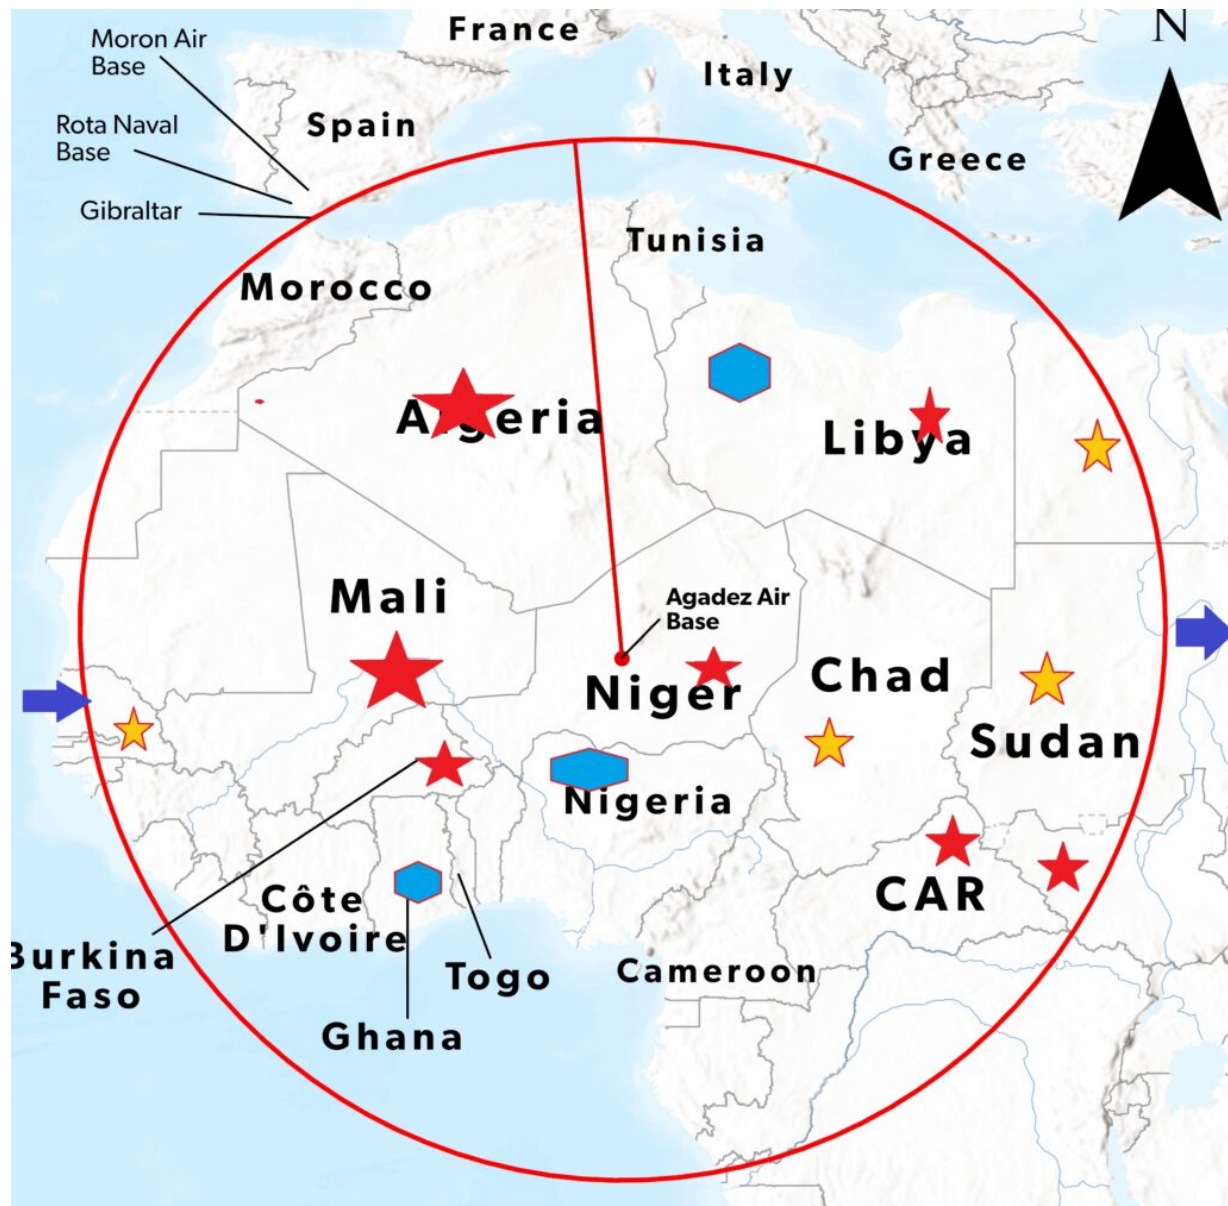 France
N
Moron Air
Base
Italy
Rota Naval
Base
Spain
Greece
Gibraltar
Tunisia
Morocco
Algeria
Libya
Mali
Agadez Air
Base
Niger
Chad
Sudan
Nigeria
CAR
Côte
D'Ivoire
Burkina
Faso
Togo
Cameroon
Ghana